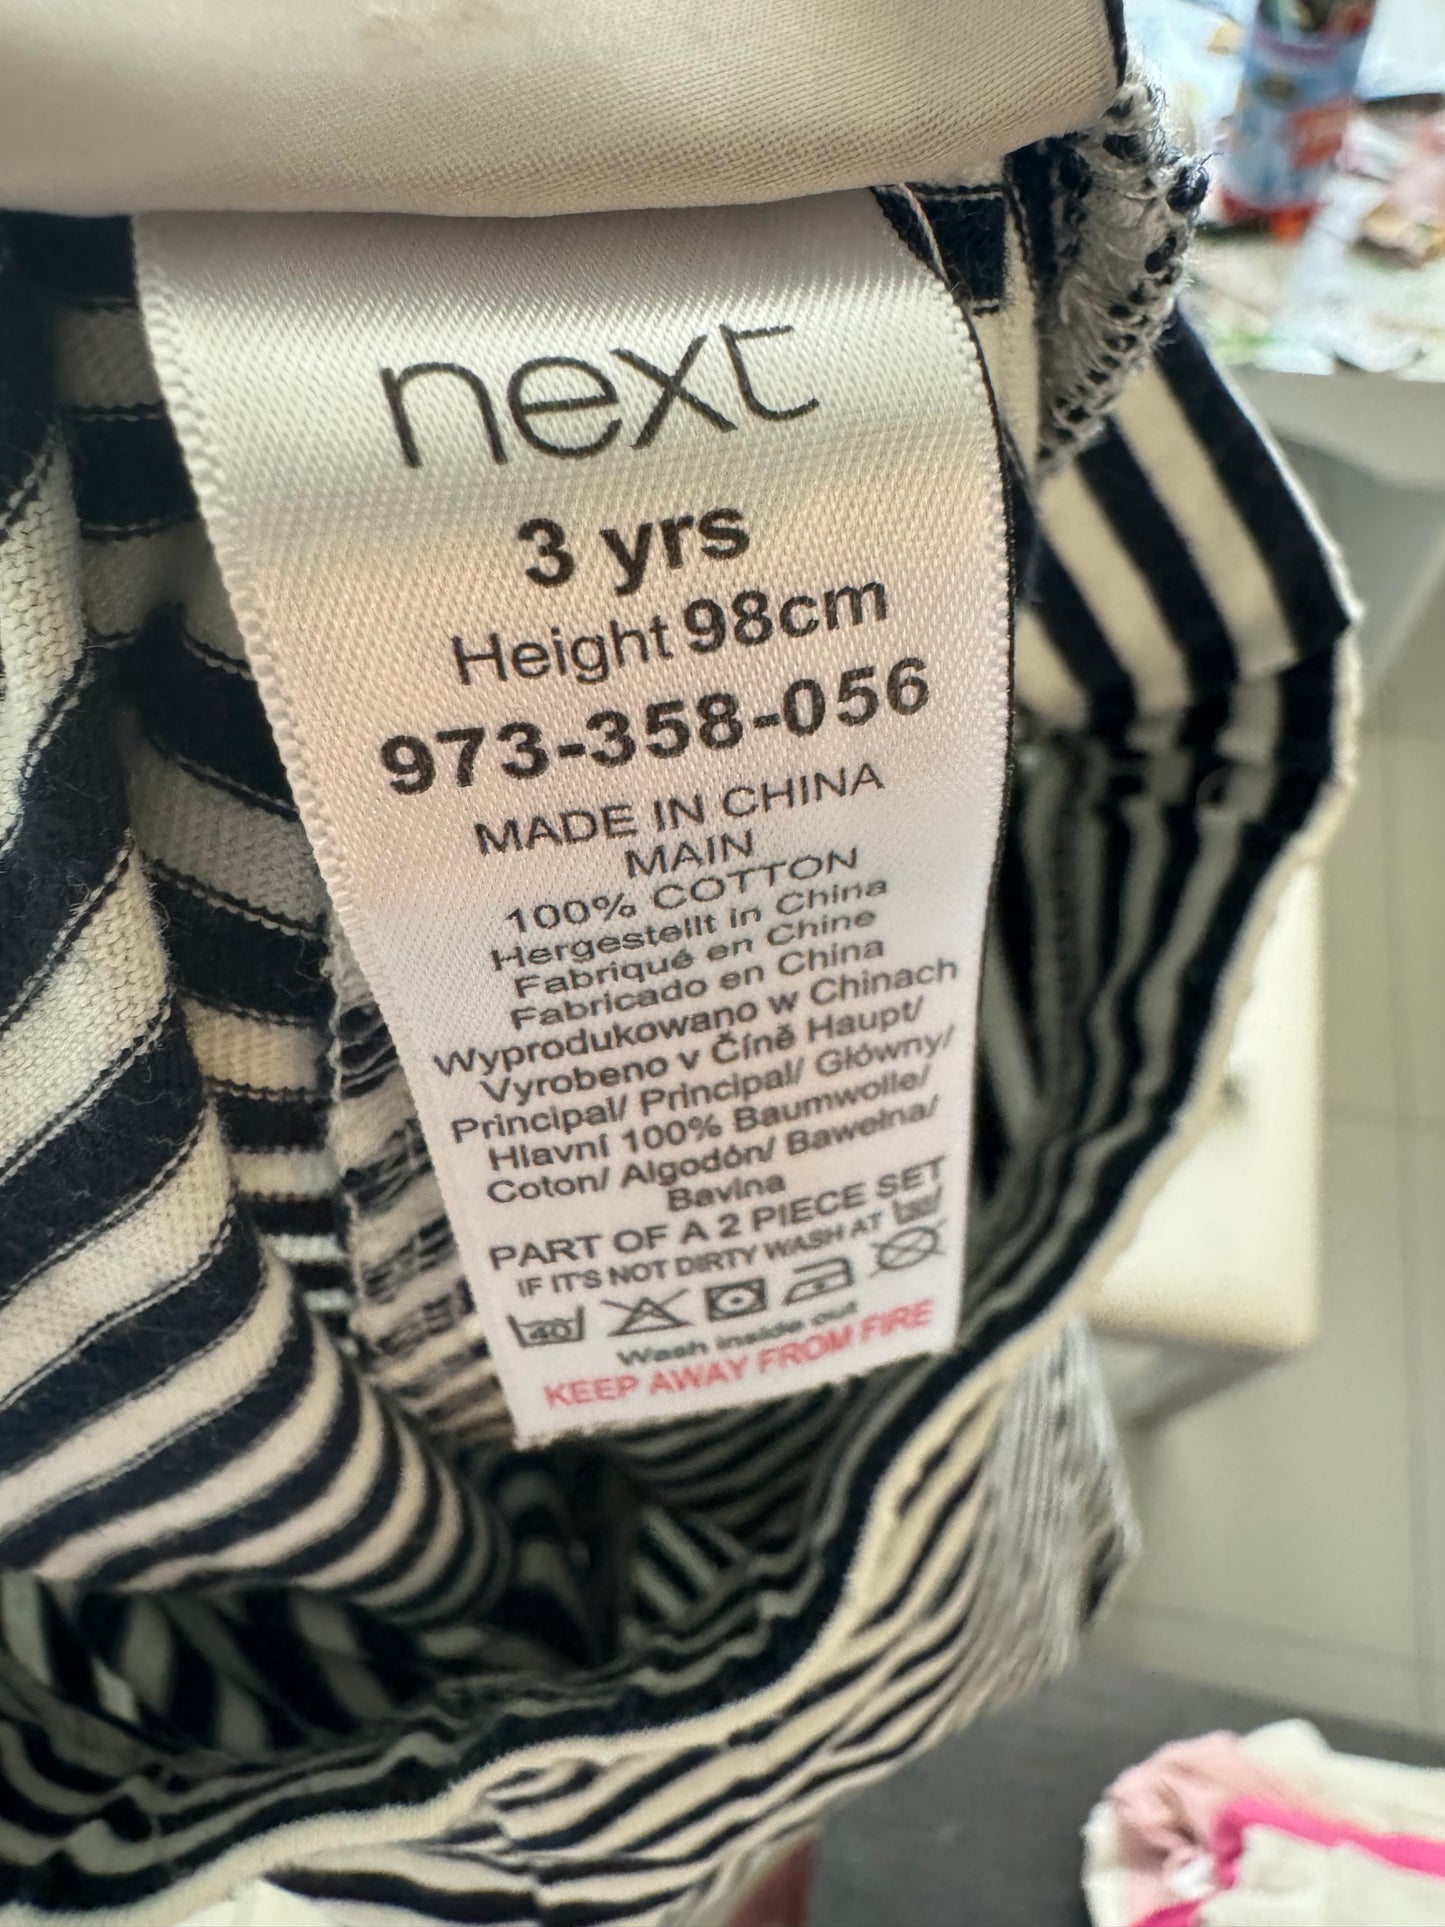 next
3 yrs
Height 98cm
973-358-056
MADE IN CHINA
MAIN
100% COTTON
Hergestellt in China
Fabriqué en Chine
Fabricado en China
Wyprodukowano w Chinach
Vyrobeno v Číně Haupt/
Principal/ Principal/ Główny/
Hlavní 100% Baumwolle/
Coton/ Algodón/ Bawełna/
Bavlna
PART OF A 2 PIECE SET
IF IT'S NOT DIRTY WASH AT 30°
40
Wash inside out
KEEP AWAY FROM FIRE